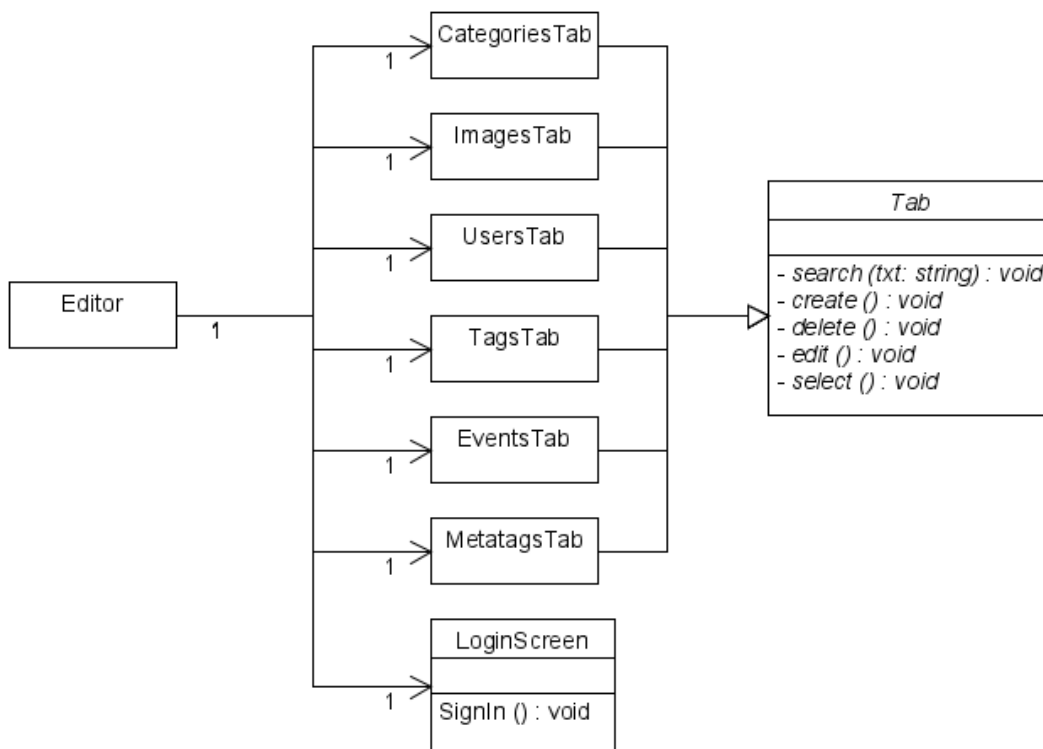 CategoriesTab
1
ImagesTab
1
UsersTab
1
Editor
1
TagsTab
1
EventsTab
1
MetatagsTab
1
LoginScreen
1
SignIn () : void
Tab
- search (txt: string) : void
- create () : void
- delete () : void
- edit () : void
- select () : void